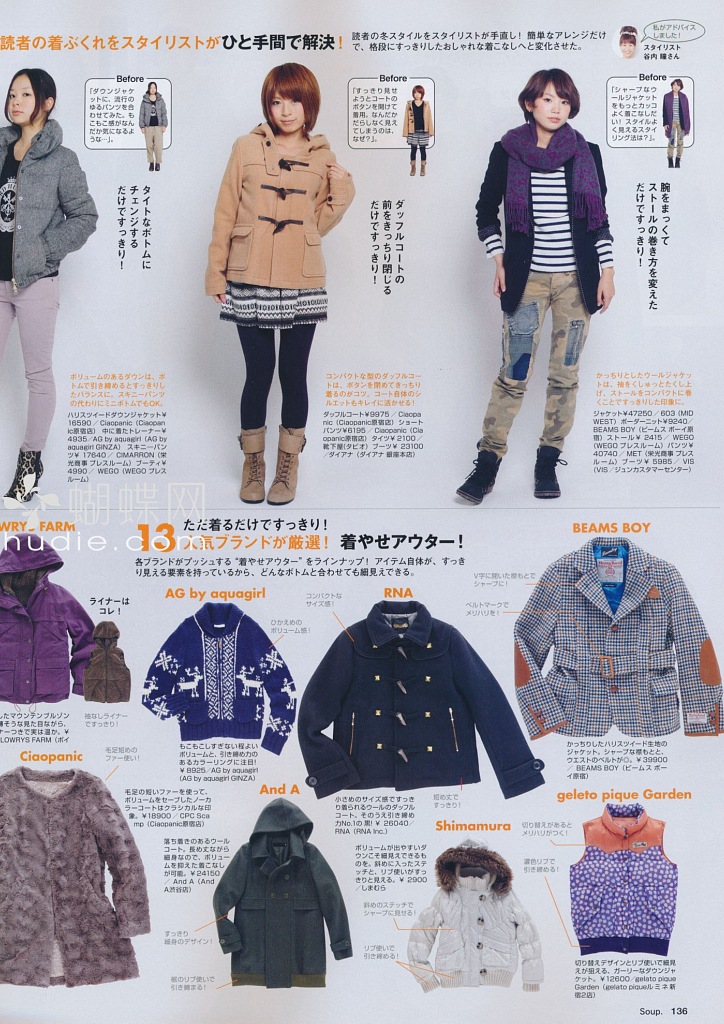 読者の着ぶくれをスタイリストがひと手間で解決！
読者の冬スタイルをスタイリストが手直し！ 簡単なアレンジだけ
で、格段にすっきりしたおしゃれな着こなしへと変化させた。
私がアドバイス
しました！
スタイリスト
谷内 瞳さん
Before
「ダウンジャケ
ットに、流行の
ゆるパンツを合
わせてみた。も
こもこ感がなん
だか気になるよ
うな…」。
タイトなボトムに
チェンジする
だけですっきり！
ボリュームのあるダウンは、ボ
トムで引き締めるとすっきりし
たバランスに。スキニーパンツ
の代わりにミニボトムでもOK。
ハリスツイードダウンジャケット¥
16590／Ciaopanic（Ciaopan
ic原宿店） 中に着たトレーナー¥
4935／AG by aquagirl（AG by
aquagirl GINZA） スキニーパン
ツ¥ 17640／CIMARRON（栄
光商事 プレスルーム）ブーティ¥
4990／WEGO（WEGO プレス
ルーム）
Before
「すっきり見
せようとコートの
ボタンを開けて
着用。なんだか
だらしなく見え
てしまうのは、
なぜ？」
ダッフルコートの
前をきっちり閉じる
だけですっきり！
コンパクトな型のダッフルコー
トは、ボタンを閉めてきっちり
着るのがコツ。コート自体のシ
ルエットもキレイに活かせる！
ダッフルコート¥9975／Ciaopa
nic（Ciaopanic原宿店）ショート
パンツ¥6195／Ciaopanic（Cia
opanic原宿店）タイツ¥2100／
靴下屋（タビオ）ブーツ¥23100
／ダイアナ（ダイアナ 銀座本店）
Before
「シャープなウ
ールジャケット
をもっとカッコ
よく着こなした
い！スタイルよ
く見えるスタイ
リング法は？」
腕をまくって
ストールの巻き方を変えた
だけですっきり！
かっちりとしたウールジャケッ
トは、袖をくしゅっとたくし上
げ、ストールをコンパクトに巻
くことですっきりした印象に。
ジャケット¥47250／603（MID
WEST）ボーダーニット¥9240／
BEAMS BOY（ビームス ボーイ原
宿）ストール¥ 2415／WEGO
（WEGO プレスルーム）パンツ¥
40740／MET（栄光商事 プレス
ルーム）ブーツ¥ 5985／VIS
（VIS／ジュンカスタマーセンター）
蝴蝶网
hudie.com
13
ただ着るだけですっきり！
人気ブランドが厳選！ 着やせアウター！
各ブランドがプッシュする“着やせアウター”をラインナップ！ アイテム自体が、すっ
きり見える要素を持っているから、どんなボトムと合わせても細見えできる。
WRYS FARM
ライナーは
コレ！
袖なしライナー
ですっきり！
したマウンテンブルゾン
薄そうな見た目ながら、
ナーつきで実は温か。¥
LOWRYS FARM（ポイ
AG by aquagirl
ひかえめの
ボリューム感！
もこもこしすぎない程よい
ボリュームと、引き締め力の
あるカラーリングに注目！
¥ 8925／AG by aquagirl
（AG by aquagirl GINZA）
RNA
コンパクトな
サイズ感！
短め丈で
すっきり！
小さめのサイズ感ですっき
り着られるウールのダッフル
コート。そのうえ引き締め
力No.1の黒！¥ 26040／
RNA（RNA Inc.）
BEAMS BOY
V字に開いた襟もとで
シャープに！
ベルトマークで
メリハリを！
かっちりしたハリスツイード生地の
ジャケット。シャープな襟もとと、
ウエストのベルトが◎。¥39900
／BEAMS BOY（ビームス ボー
イ原宿）
Ciaopanic
毛足短めの
ファー使い！
毛足の短いファーを使って、
ボリュームをセーブしたノーカ
ラーコートはクラシカルな印
象。¥18900／CPC Sca
mp（Ciaopanic原宿店）
And A
落ち着きのあるウール
コート。長め丈ながら
細身なので、ボリュー
ムを抑えた着こなし
が可能。¥24150
／And A（And
A渋谷店）
すっきり
細身のデザイン！
裾のリブ使いで
引き締まる！
Shimamura
ボリュームが出やすいダ
ウンこそ細見えできるも
のを。斜めに入ったステ
ッチと、リブ使いがすっ
きりと見える。¥ 2900
／しまむら
斜めのステッチで
シャープに見せる！
リブ使いで
引き締める！
geleto pique Garden
切り替えがあると
メリハリがつく！
濃色リブで
引き締める！
切り替えデザインとリブ使いで細見
えが狙える、ガーリーなダウンジャ
ケット。¥12600／gelato pique
Garden（gelato piqueルミネ新
宿2店）
Soup. 136